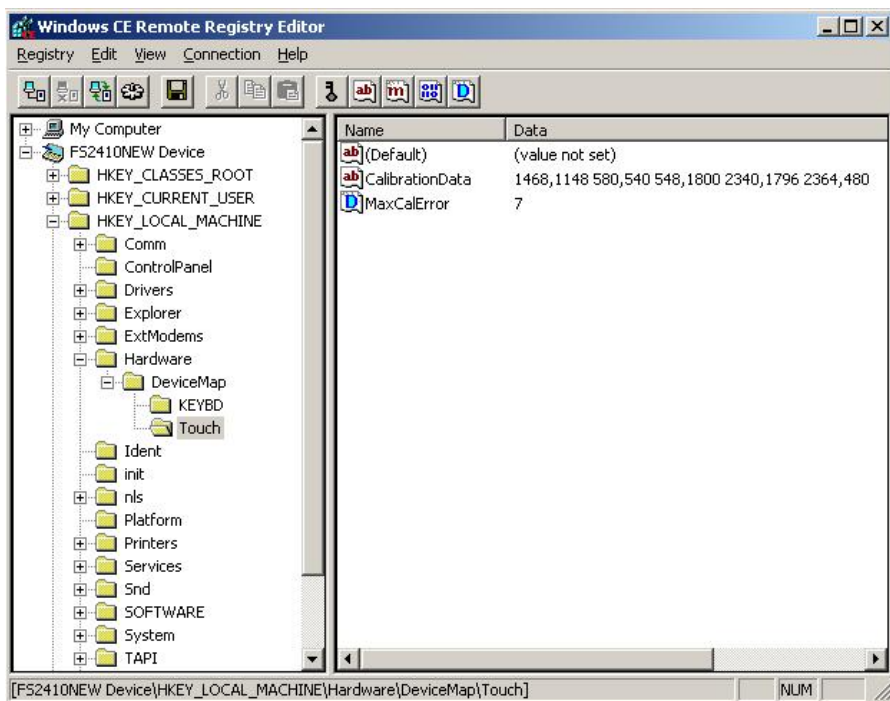 Windows CE Remote Registry Editor
Registry Edit View Connection Help
My Computer
FS2410NEW Device
HKEY_CLASSES_ROOT
HKEY_CURRENT_USER
HKEY_LOCAL_MACHINE
Comm
ControlPanel
Drivers
Explorer
ExtModems
Hardware
DeviceMap
KEYBD
Touch
Ident
init
nls
Platform
Printers
Services
Snd
SOFTWARE
System
TAPI
Name Data
(Default) (value not set)
CalibrationData 1468,1148 580,540 548,1800 2340,1796 2364,480
MaxCalError 7
[FS2410NEW Device\HKEY_LOCAL_MACHINE\Hardware\DeviceMap\Touch] NUM